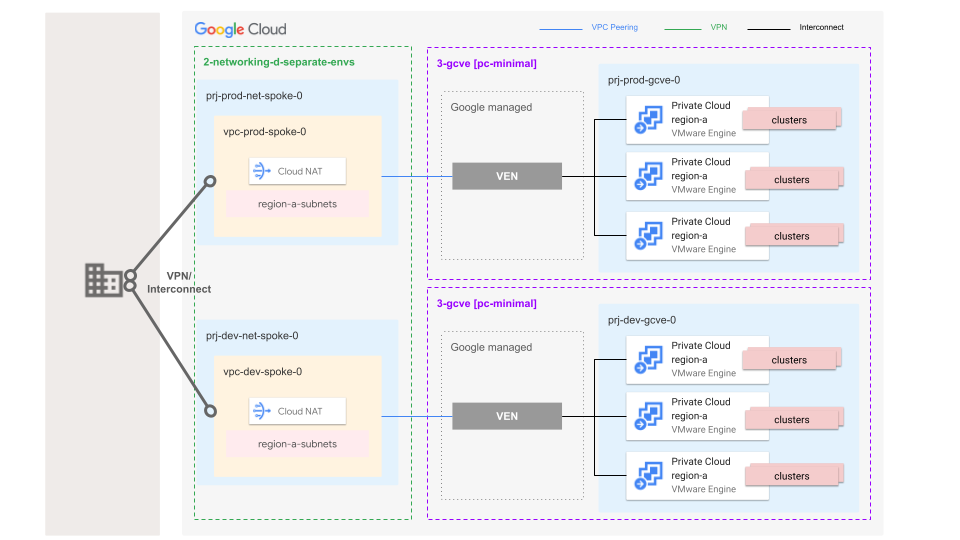 Google Cloud
VPC Peering
VPN
Interconnect
2-networking-d-separate-envs
prj-prod-net-spoke-0
vpc-prod-spoke-0
Cloud NAT
region-a-subnets
3-gcve [pc-minimal]
Google managed
VEN
prj-prod-gcve-0
Private Cloud
region-a
VMware Engine
clusters
Private Cloud
region-a
VMware Engine
clusters
Private Cloud
region-a
VMware Engine
clusters
VPN/
Interconnect
prj-dev-net-spoke-0
vpc-dev-spoke-0
Cloud NAT
region-a-subnets
3-gcve [pc-minimal]
Google managed
VEN
prj-dev-gcve-0
Private Cloud
region-a
VMware Engine
clusters
Private Cloud
region-a
VMware Engine
clusters
Private Cloud
region-a
VMware Engine
clusters